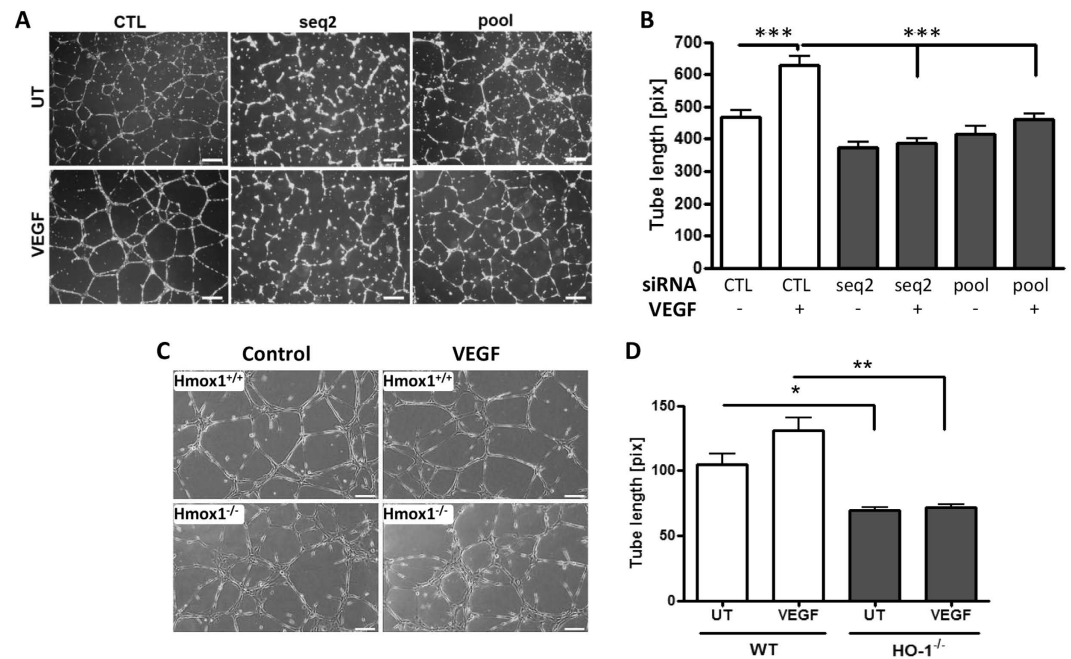 A
CTL seq2 pool
UT
VEGF
B
*** ***
Tube length [pix]
700
600
500
400
300
200
100
0
siRNA CTL CTL seq2 seq2 pool pool
VEGF - + - + - +
C
Control VEGF
Hmox1+/+ Hmox1+/+
Hmox1-/- Hmox1-/-
D
**
*
Tube length [pix]
150
100
50
0
UT VEGF UT VEGF
WT HO-1-/-